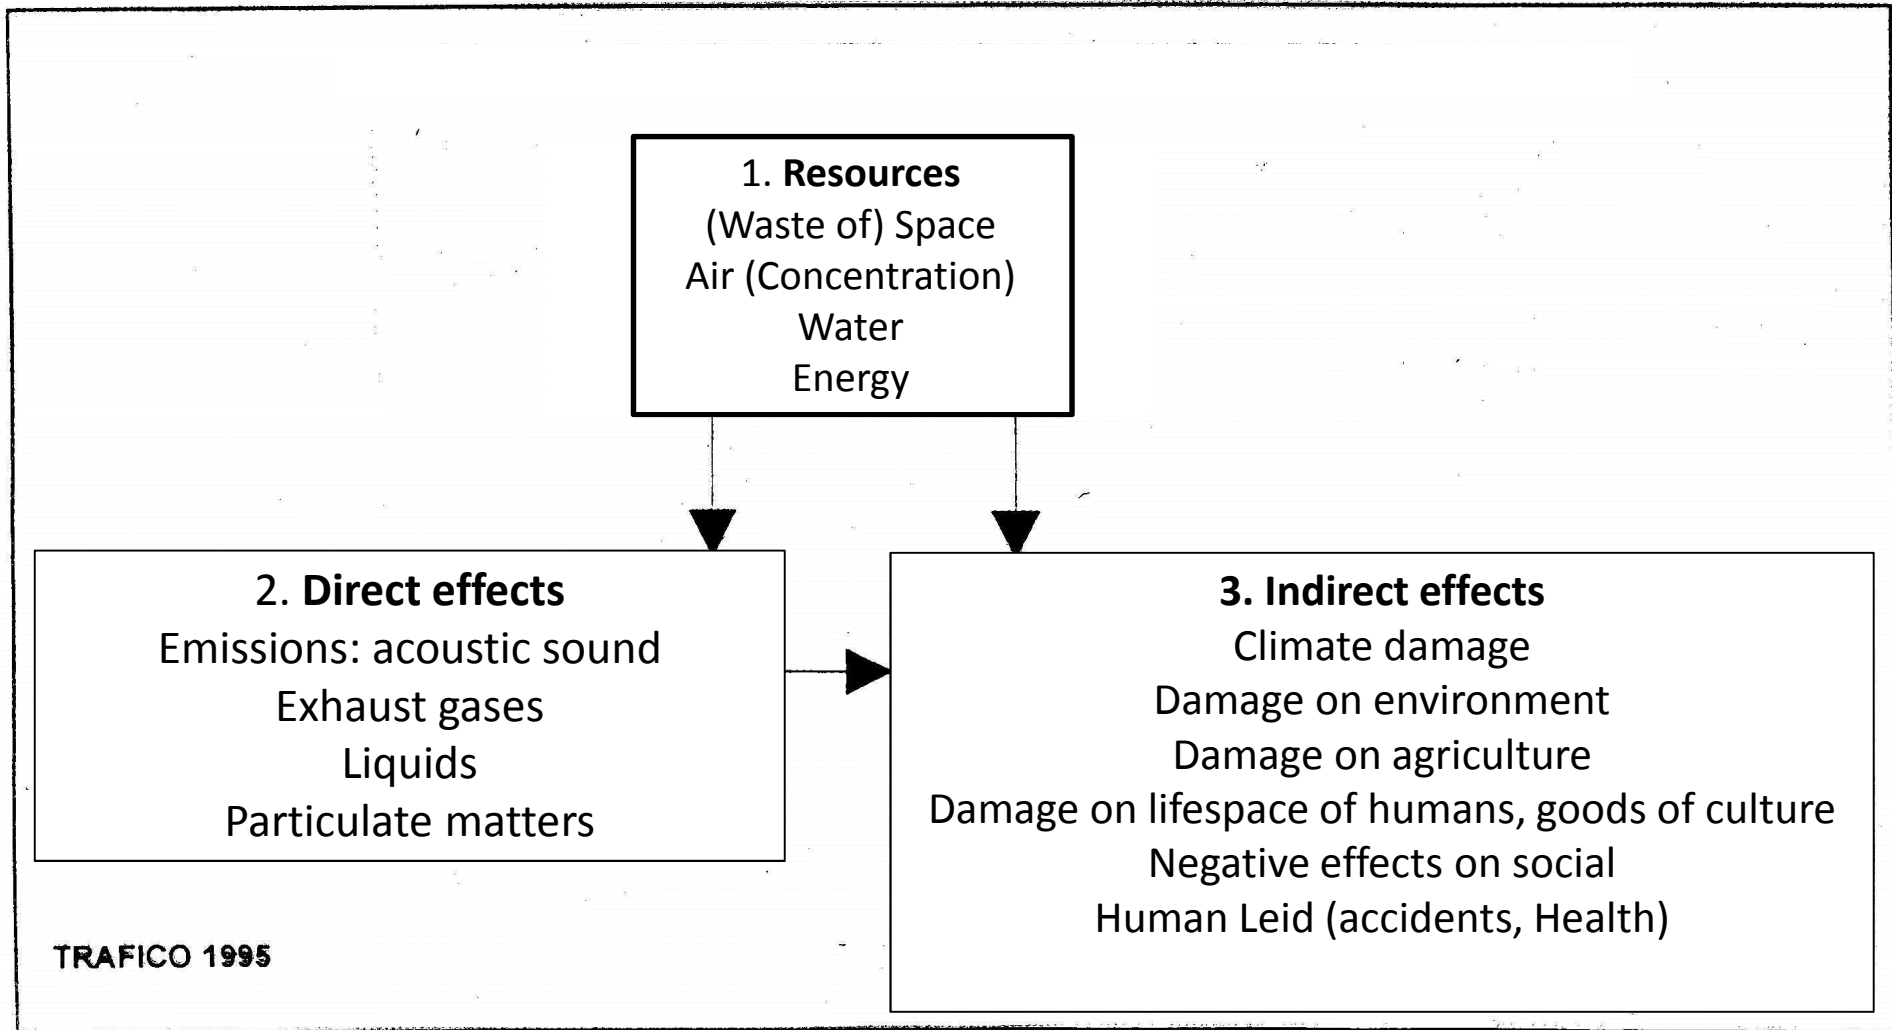 1. Resources
(Waste of) Space
Air (Concentration)
Water
Energy
2. Direct effects
Emissions: acoustic sound
Exhaust gases
Liquids
Particulate matters
3. Indirect effects
Climate damage
Damage on environment
Damage on agriculture
Damage on lifespace of humans, goods of culture
Negative effects on social
Human Leid (accidents, Health)
TRAFICO 1995